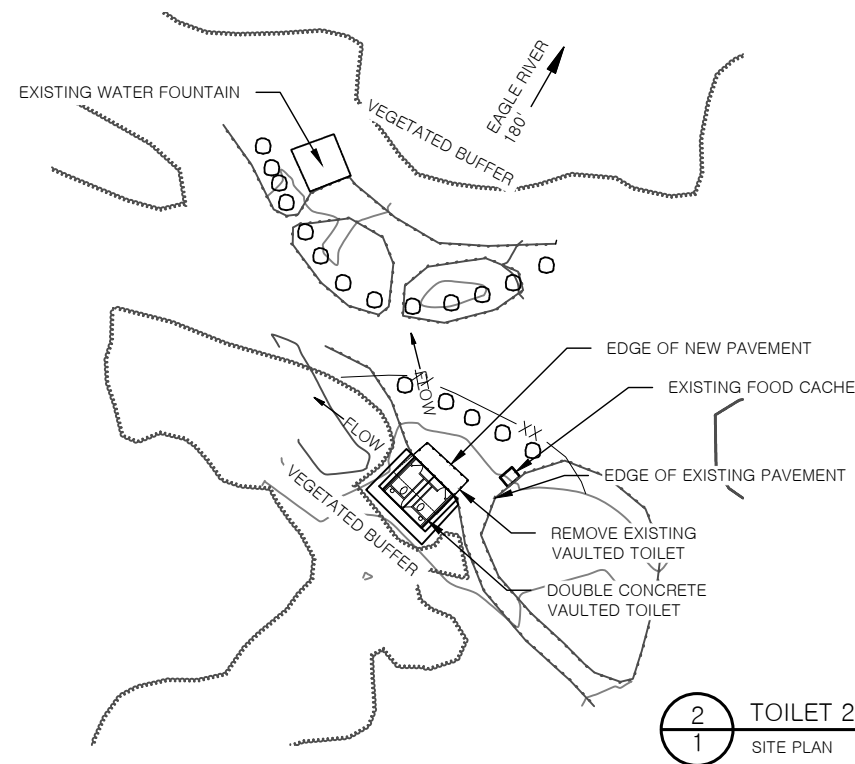 EXISTING WATER FOUNTAIN
VEGETATED BUFFER
EAGLE RIVER
180'
EDGE OF NEW PAVEMENT
EXISTING FOOD CACHE
FLOW
XX
FLOW
EDGE OF EXISTING PAVEMENT
VEGETATED BUFFER
REMOVE EXISTING
VAULTED TOILET
DOUBLE CONCRETE
VAULTED TOILET
2
1
TOILET 2
SITE PLAN